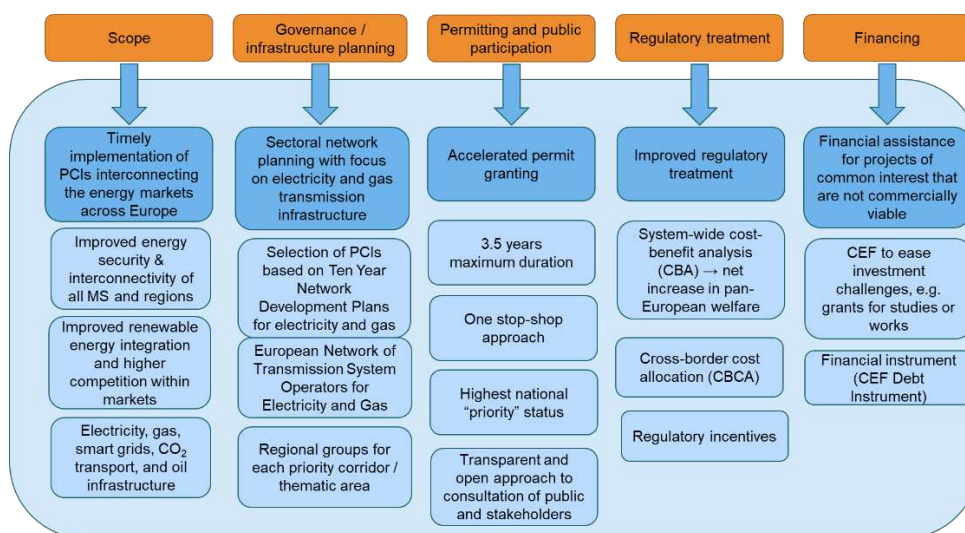 Scope
Governance /
infrastructure planning
Permitting and public
participation
Regulatory treatment
Financing
Timely
implementation of
PCIs interconnecting
the energy markets
across Europe
Improved energy
security &
interconnectivity of
all MS and regions
Improved renewable
energy integration
and higher
competition within
markets
Electricity, gas,
smart grids, CO2
transport, and oil
infrastructure
Sectoral network
planning with focus
on electricity and gas
transmission
infrastructure
Selection of PCIs
based on Ten Year
Network
Development Plans
for electricity and gas
European Network of
Transmission System
Operators for
Electricity and Gas
Regional groups for
each priority corridor /
thematic area
Accelerated permit
granting
3.5 years
maximum duration
One stop-shop
approach
Highest national
“priority” status
Transparent and
open approach to
consultation of public
and stakeholders
Improved regulatory
treatment
System-wide cost-
benefit analysis
(CBA) → net
increase in pan-
European welfare
Cross-border cost
allocation (CBCA)
Regulatory incentives
Financial assistance
for projects of
common interest that
are not commercially
viable
CEF to ease
investment
challenges, e.g.
grants for studies or
works
Financial instrument
(CEF Debt
Instrument)